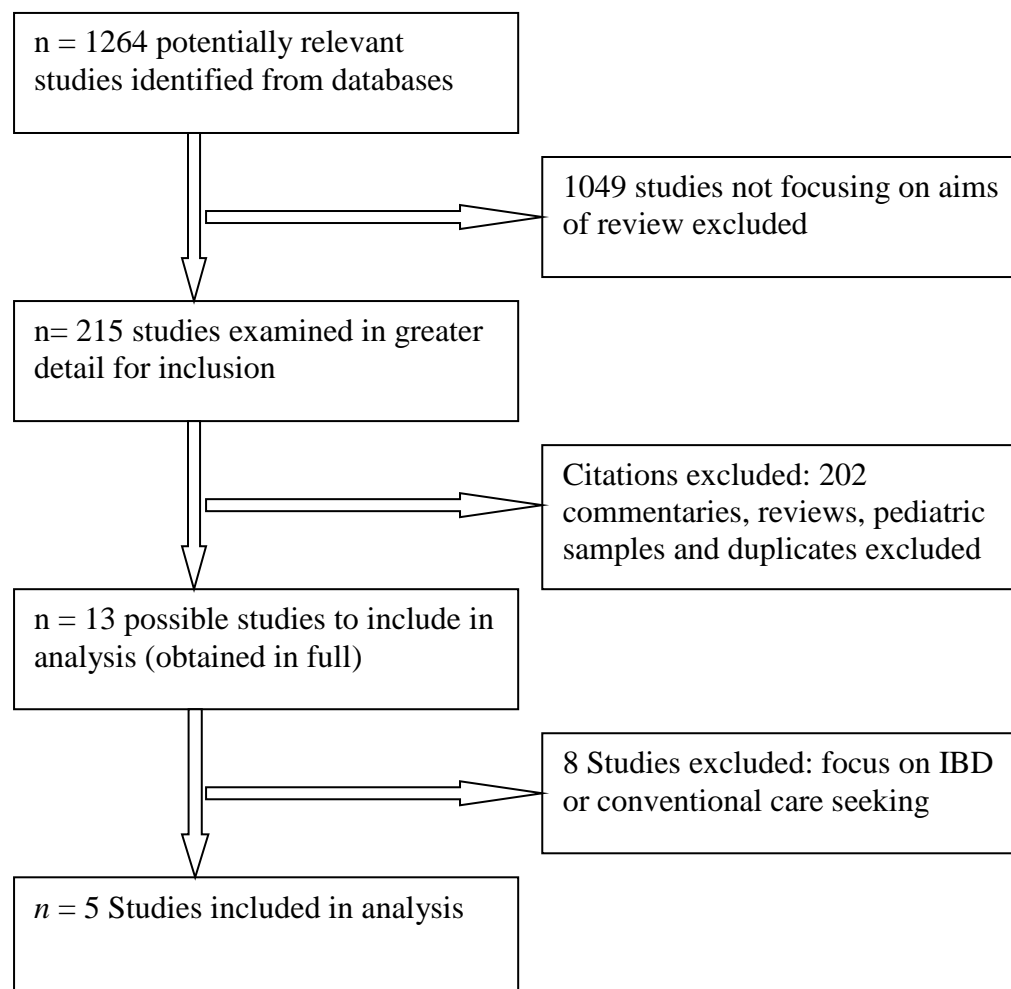 n = 1264 potentially relevant
studies identified from databases
1049 studies not focusing on aims
of review excluded
n= 215 studies examined in greater
detail for inclusion
Citations excluded: 202
commentaries, reviews, pediatric
samples and duplicates excluded
n = 13 possible studies to include in
analysis (obtained in full)
8 Studies excluded: focus on IBD
or conventional care seeking
n = 5 Studies included in analysis